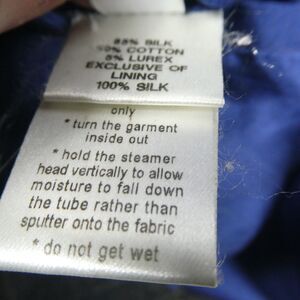 85% SILK
10% COTTON
5% LUREX
EXCLUSIVE OF
LINING
100% SILK
only
* turn the garment
inside out
* hold the steamer
head vertically to allow
moisture to fall down
the tube rather than
sputter onto the fabric
* do not get wet